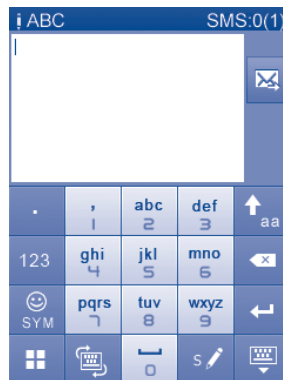 i ABC SMS:0(1)
. , abc def
1 2 3 aa
123 ghi jkl mno
4 5 6
pqrs tuv wxyz
SYM 7 8 9
0 S